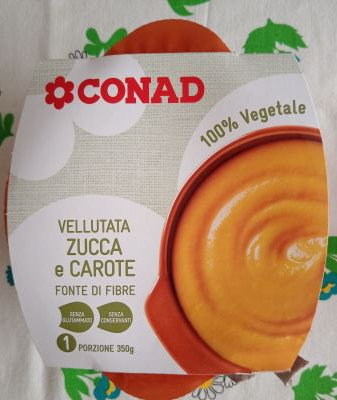 CONAD
100% Vegetale
VELLUTATA
ZUCCA
e CAROTE
FONTE DI FIBRE
SENZA
GLUTAMMATO
SENZA
CONSERVANTI
1 PORZIONE 350g